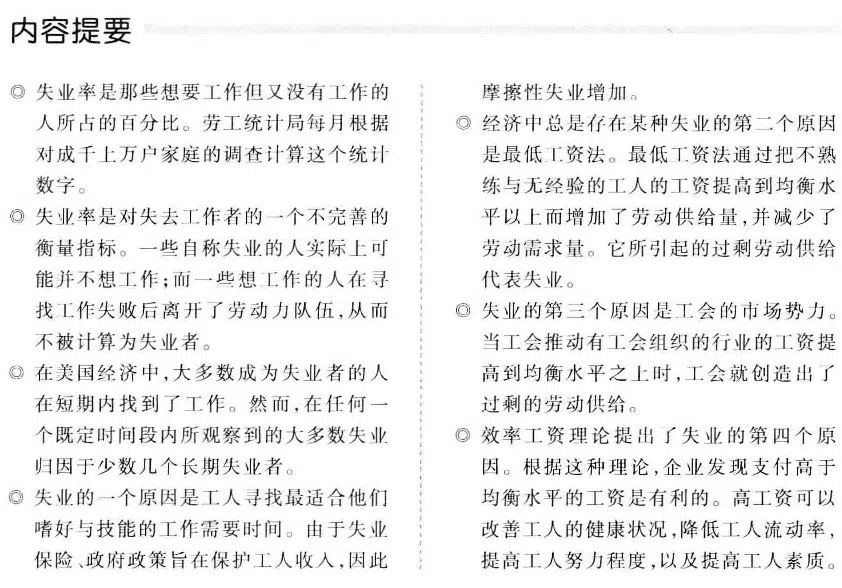 内容提要
◎ 失业率是那些想要工作但又没有工作的
人所占的百分比。劳工统计局每月根据
对成千上万户家庭的调查计算这个统计
数字。
◎ 失业率是对失去工作者的一个不完善的
衡量指标。一些自称失业的人实际上可
能并不想工作;而一些想工作的人在寻
找工作失败后离开了劳动力队伍,从而
不被计算为失业者。
◎ 在美国经济中,大多数成为失业者的人
在短期内找到了工作。然而,在任何一
个既定时间段内所观察到的大多数失业
归因于少数几个长期失业者。
◎ 失业的一个原因是工人寻找最适合他们
嗜好与技能的工作需要时间。由于失业
保险、政府政策旨在保护工人收入,因此
摩擦性失业增加。
◎ 经济中总是存在某种失业的第二个原因
是最低工资法。最低工资法通过把不熟
练与无经验的工人的工资提高到均衡水
平以上而增加了劳动供给量,并减少了
劳动需求量。它所引起的过剩劳动供给
代表失业。
◎ 失业的第三个原因是工会的市场势力。
当工会推动有工会组织的行业的工资提
高到均衡水平之上时,工会就创造出了
过剩的劳动供给。
◎ 效率工资理论提出了失业的第四个原
因。根据这种理论,企业发现支付高于
均衡水平的工资是有利的。高工资可以
改善工人的健康状况,降低工人流动率,
提高工人努力程度,以及提高工人素质。